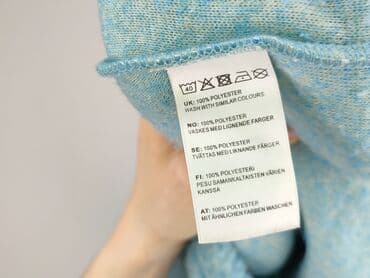 40
UK: 100% POLYESTER
WASH WITH SIMILAR COLOURS.
NO: 100% POLYESTER
VASKES MED LIGNENDE FARGER
SE: 100% POLYESTER
TVÄTTAS MED LIKNANDE FÄRGER
FI: 100% POLYESTERI
PESU SAMANKALTAISTEN VÄRIEN
KANSSA
AT: 100% POLYESTER
MIT ÄHNLICHEN FARBEN WASCHEN